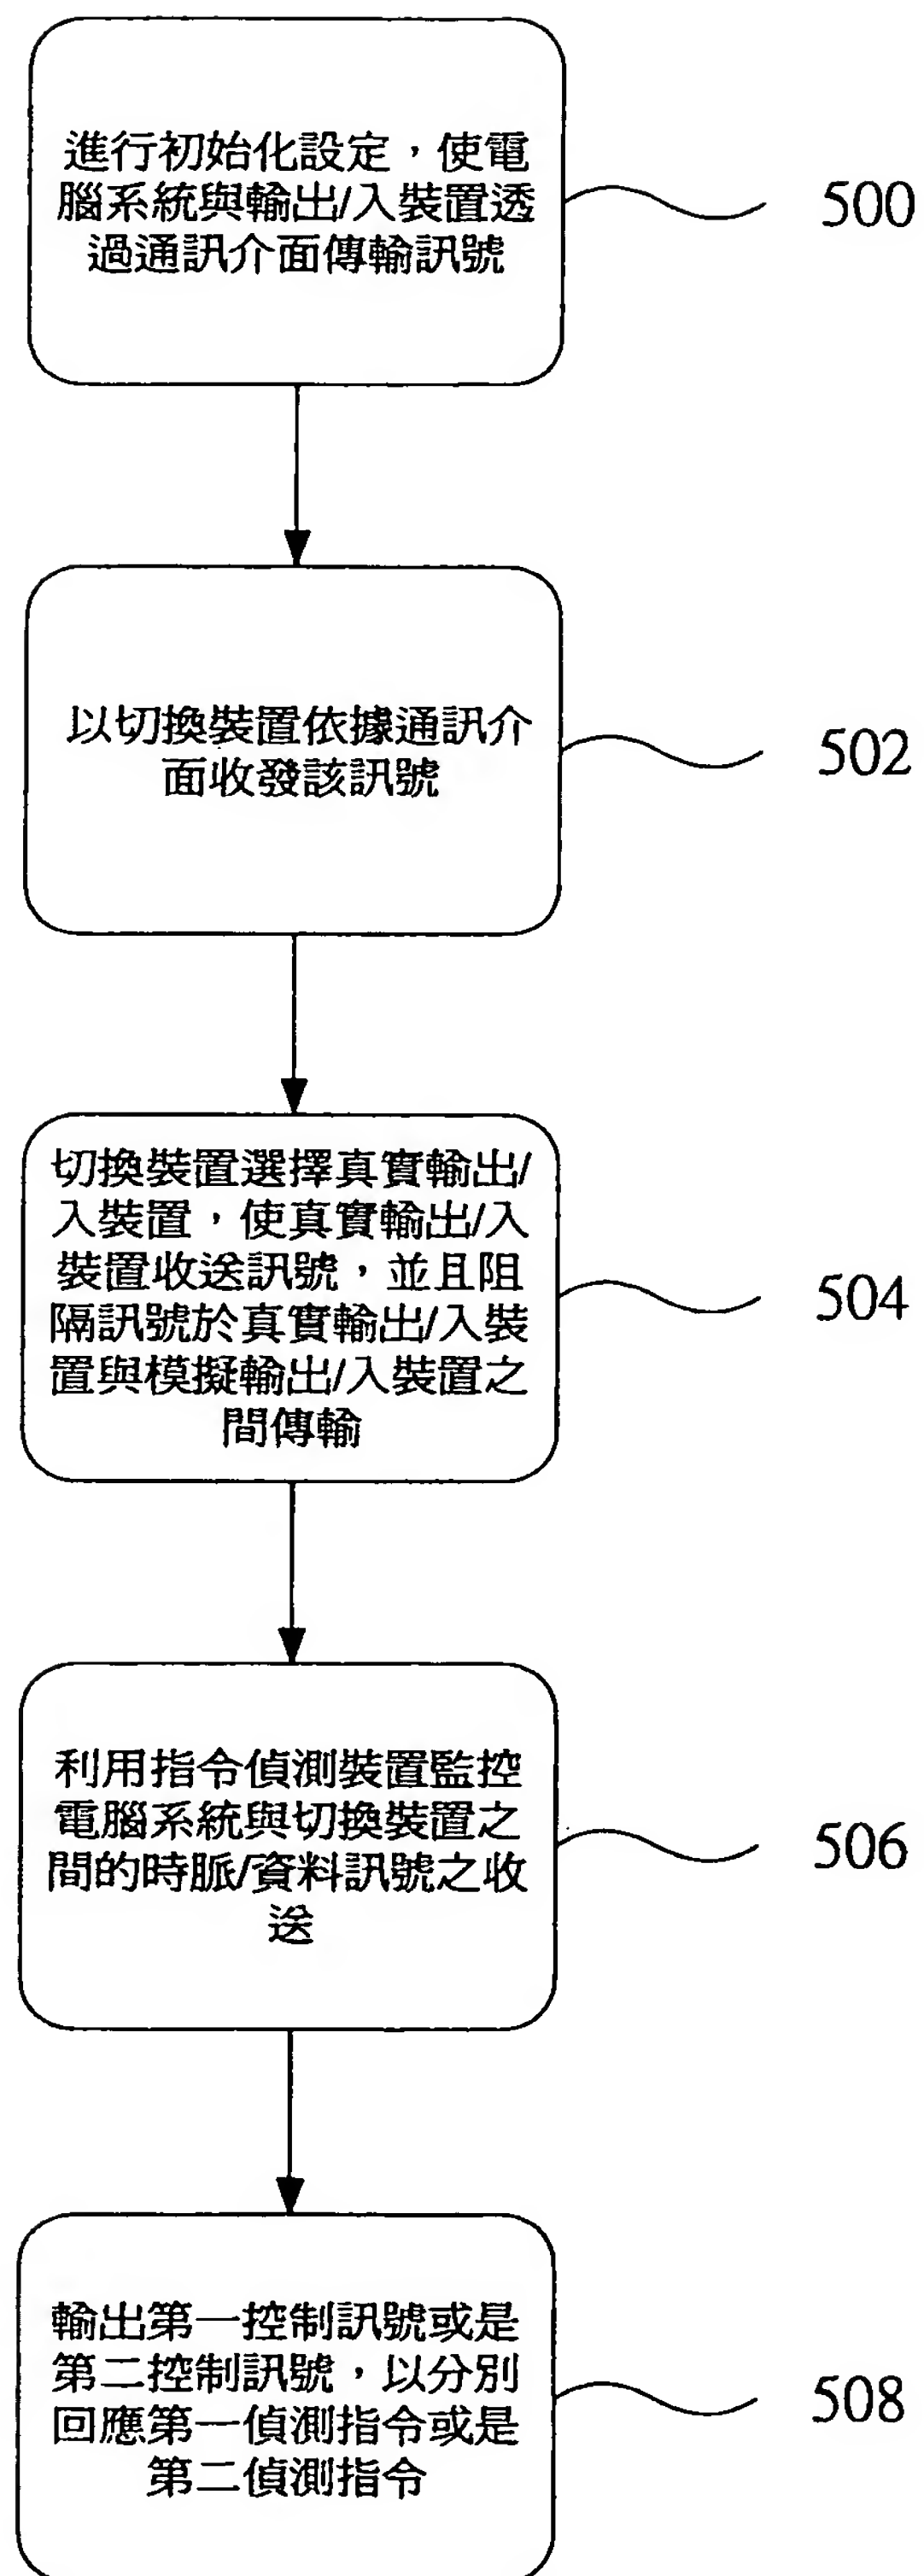 進行初始化設定，使電
腦系統與輸出/入裝置透
過通訊介面傳輸訊號
500
以切換裝置依據通訊介
面收發該訊號
502
切換裝置選擇真實輸出/
入裝置，使真實輸出/入
裝置收送訊號，並且阻
隔訊號於真實輸出/入裝
置與模擬輸出/入裝置之
間傳輸
504
利用指令偵測裝置監控
電腦系統與切換裝置之
間的時脈/資料訊號之收
送
506
輸出第一控制訊號或是
第二控制訊號，以分別
回應第一偵測指令或是
第二偵測指令
508